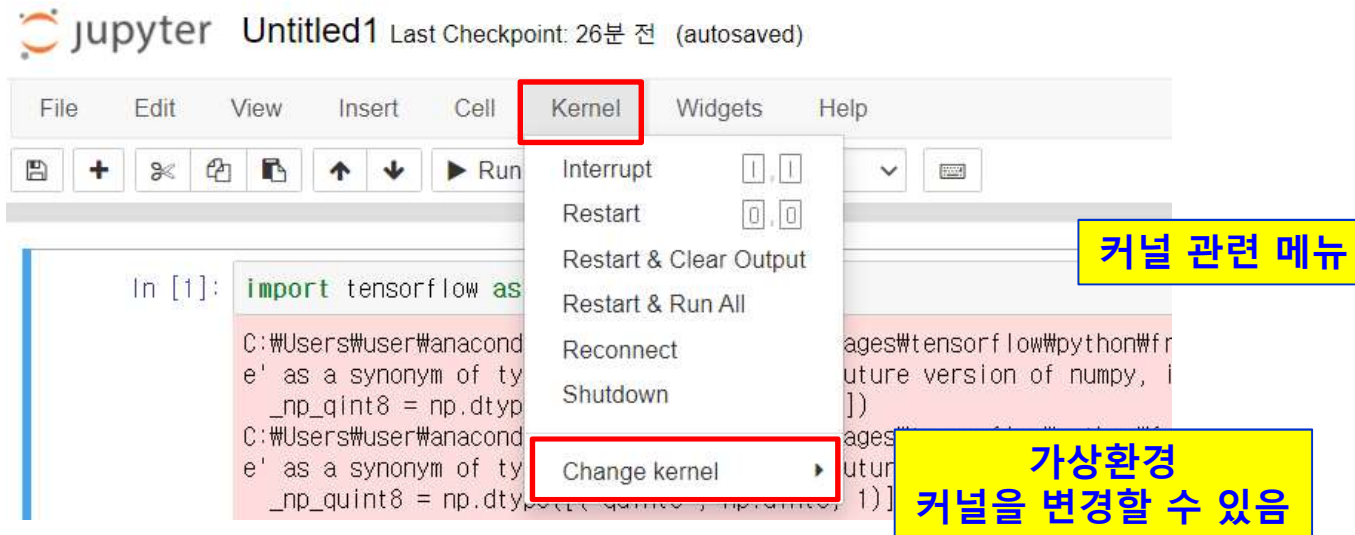 jupyter Untitled1 Last Checkpoint: 26분 전 (autosaved)
File Edit View Insert Cell Kernel Widgets Help
Run
Interrupt I,I
Restart 0,0
Restart & Clear Output
Restart & Run All
Reconnect
Shutdown
Change kernel
커널 관련 메뉴
In [1]: import tensorflow as
C:₩Users₩user₩anacond ages₩tensorflow₩python₩fr
e' as a synonym of ty uture version of numpy, i
_np_qint8 = np.dtyp ])
C:₩Users₩user₩anacond ages
e' as a synonym of ty utur
_np_quint8 = np.dtyp 1)]
가상환경
커널을 변경할 수 있음